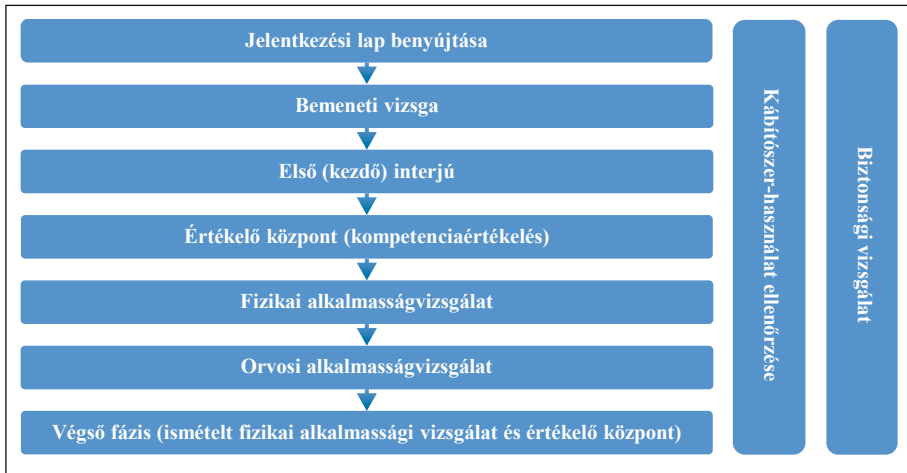 Jelentkezési lap benyújtása
Bemeneti vizsga
Első (kezdő) interjú
Értékelő központ (kompetenciaértékelés)
Fizikai alkalmasságvizsgálat
Orvosi alkalmasságvizsgálat
Végső fázis (ismételt fizikai alkalmassági vizsgálat és értékelő központ)
Kábítószer-használat ellenőrzése
Biztonsági vizsgálat